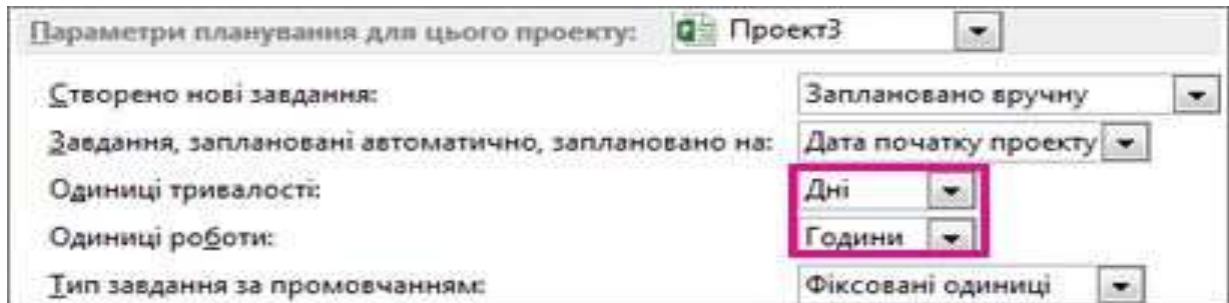 Параметри планування для цього проекту: Проект3
Створено нові завдання: Заплановано вручну
Завдання, заплановані автоматично, заплановано на: Дата початку проекту
Одиниці тривалості: Дні
Одиниці роботи: Години
Тип завдання за промовчанням: Фіксовані одиниці